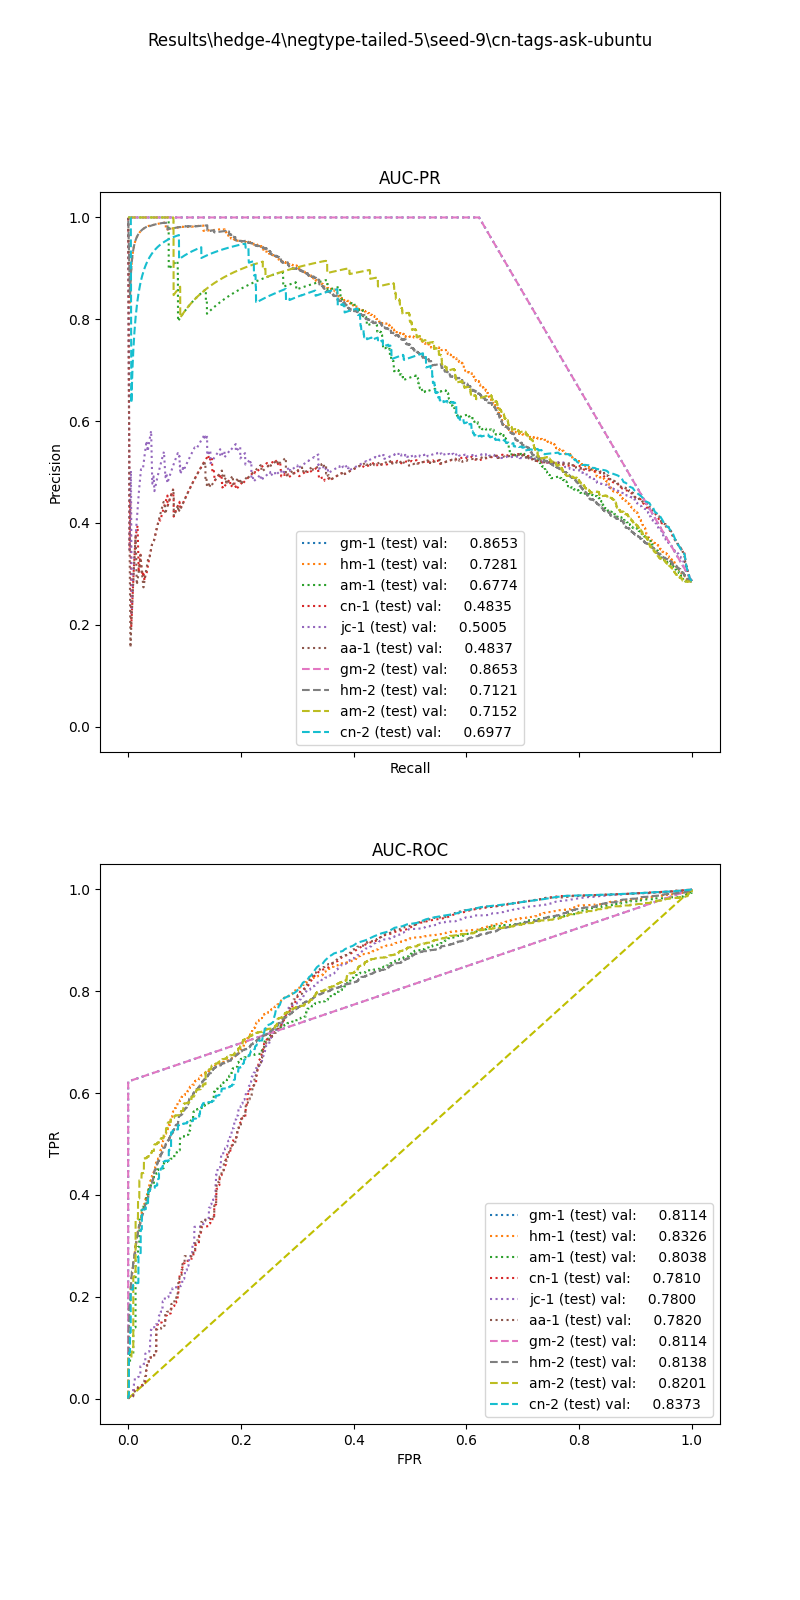 Results\hedge-4\negtype-tailed-5\seed-9\cn-tags-ask-ubuntu
AUC-PR
1.0
0.8
0.6
0.4
0.2
0.0
Precision
gm-1 (test) val: 0.8653
hm-1 (test) val: 0.7281
am-1 (test) val: 0.6774
cn-1 (test) val: 0.4835
jc-1 (test) val: 0.5005
aa-1 (test) val: 0.4837
gm-2 (test) val: 0.8653
hm-2 (test) val: 0.7121
am-2 (test) val: 0.7152
cn-2 (test) val: 0.6977
Recall
AUC-ROC
1.0
0.8
0.6
0.4
0.2
0.0
TPR
gm-1 (test) val: 0.8114
hm-1 (test) val: 0.8326
am-1 (test) val: 0.8038
cn-1 (test) val: 0.7810
jc-1 (test) val: 0.7800
aa-1 (test) val: 0.7820
gm-2 (test) val: 0.8114
hm-2 (test) val: 0.8138
am-2 (test) val: 0.8201
cn-2 (test) val: 0.8373
0.0 0.2 0.4 0.6 0.8 1.0
FPR